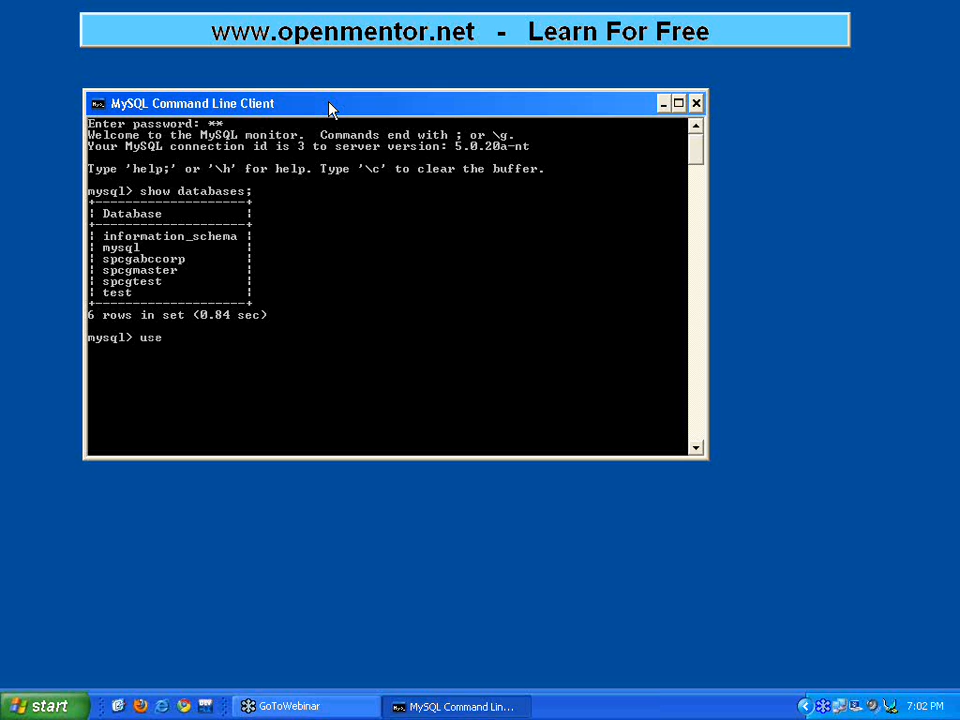 www.openmentor.net - Learn For Free
MySQL Command Line Client
Enter password: **
Welcome to the MySQL monitor. Commands end with ; or \g.
Your MySQL connection id is 3 to server version: 5.0.20a-nt
Type 'help;' or '\h' for help. Type '\c' to clear the buffer.
mysql> show databases;
+--------------------+
| Database |
+--------------------+
| information_schema |
| mysql |
| spcgabccorp |
| spcgmaster |
| spcgtest |
| test |
+--------------------+
6 rows in set (0.84 sec)
mysql> use
start GoToWebinar MySQL Command Lin... 7:02 PM